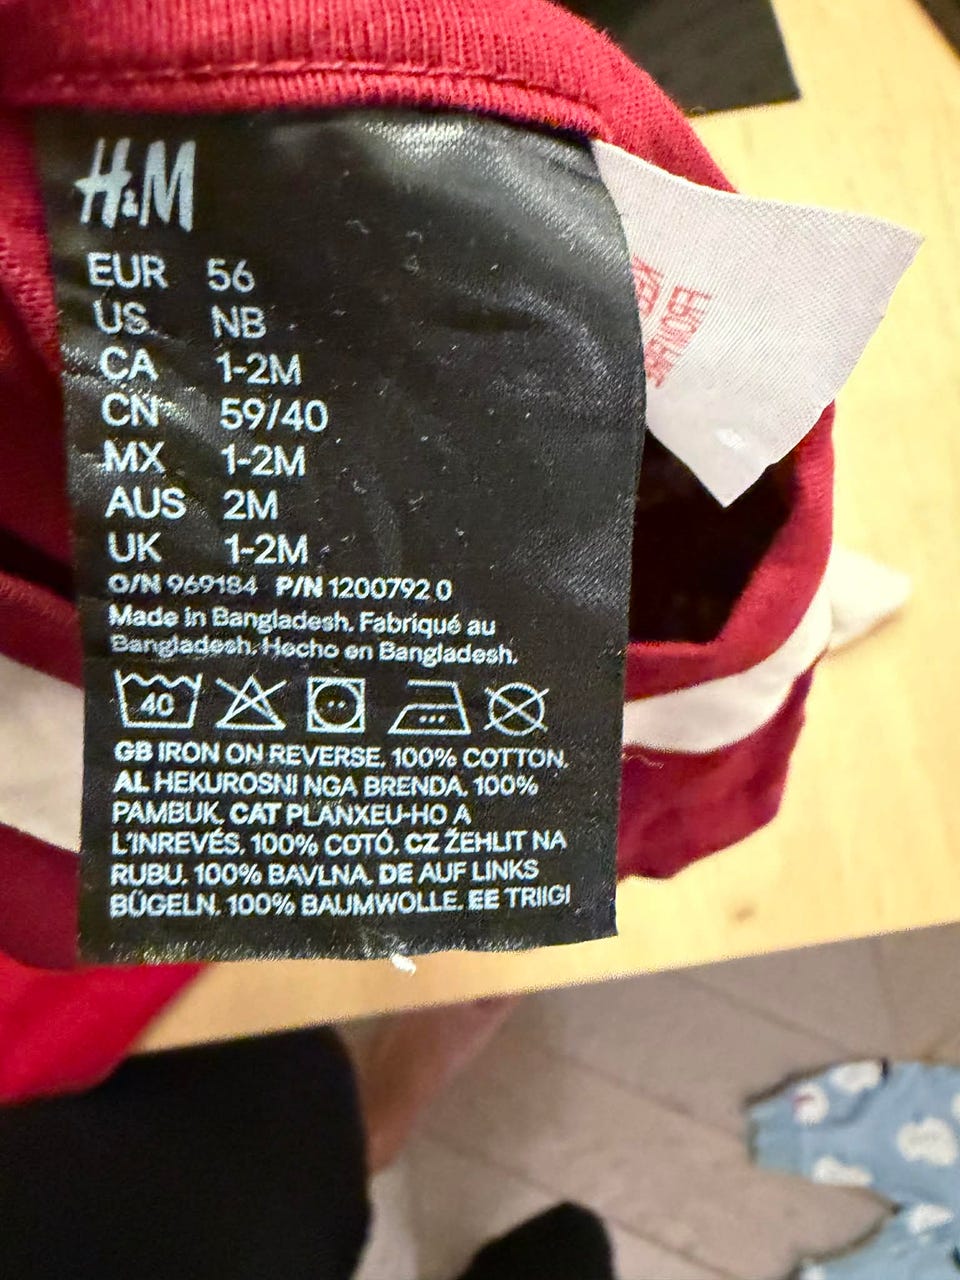 H&M
EUR 56
US NB
CA 1-2M
CN 59/40
MX 1-2M
AUS 2M
UK 1-2M
O/N 969184 P/N 1200792 0
Made in Bangladesh. Fabriqué au
Bangladesh. Hecho en Bangladesh.
40
GB IRON ON REVERSE. 100% COTTON.
AL HEKUROSNI NGA BRENDA. 100%
PAMBUK. CAT PLANXEU-HO A
L'INREVÉS. 100% COTÓ. CZ ŽEHLIT NA
RUBU. 100% BAVLNA. DE AUF LINKS
BÜGELN. 100% BAUMWOLLE. EE TRIIGI